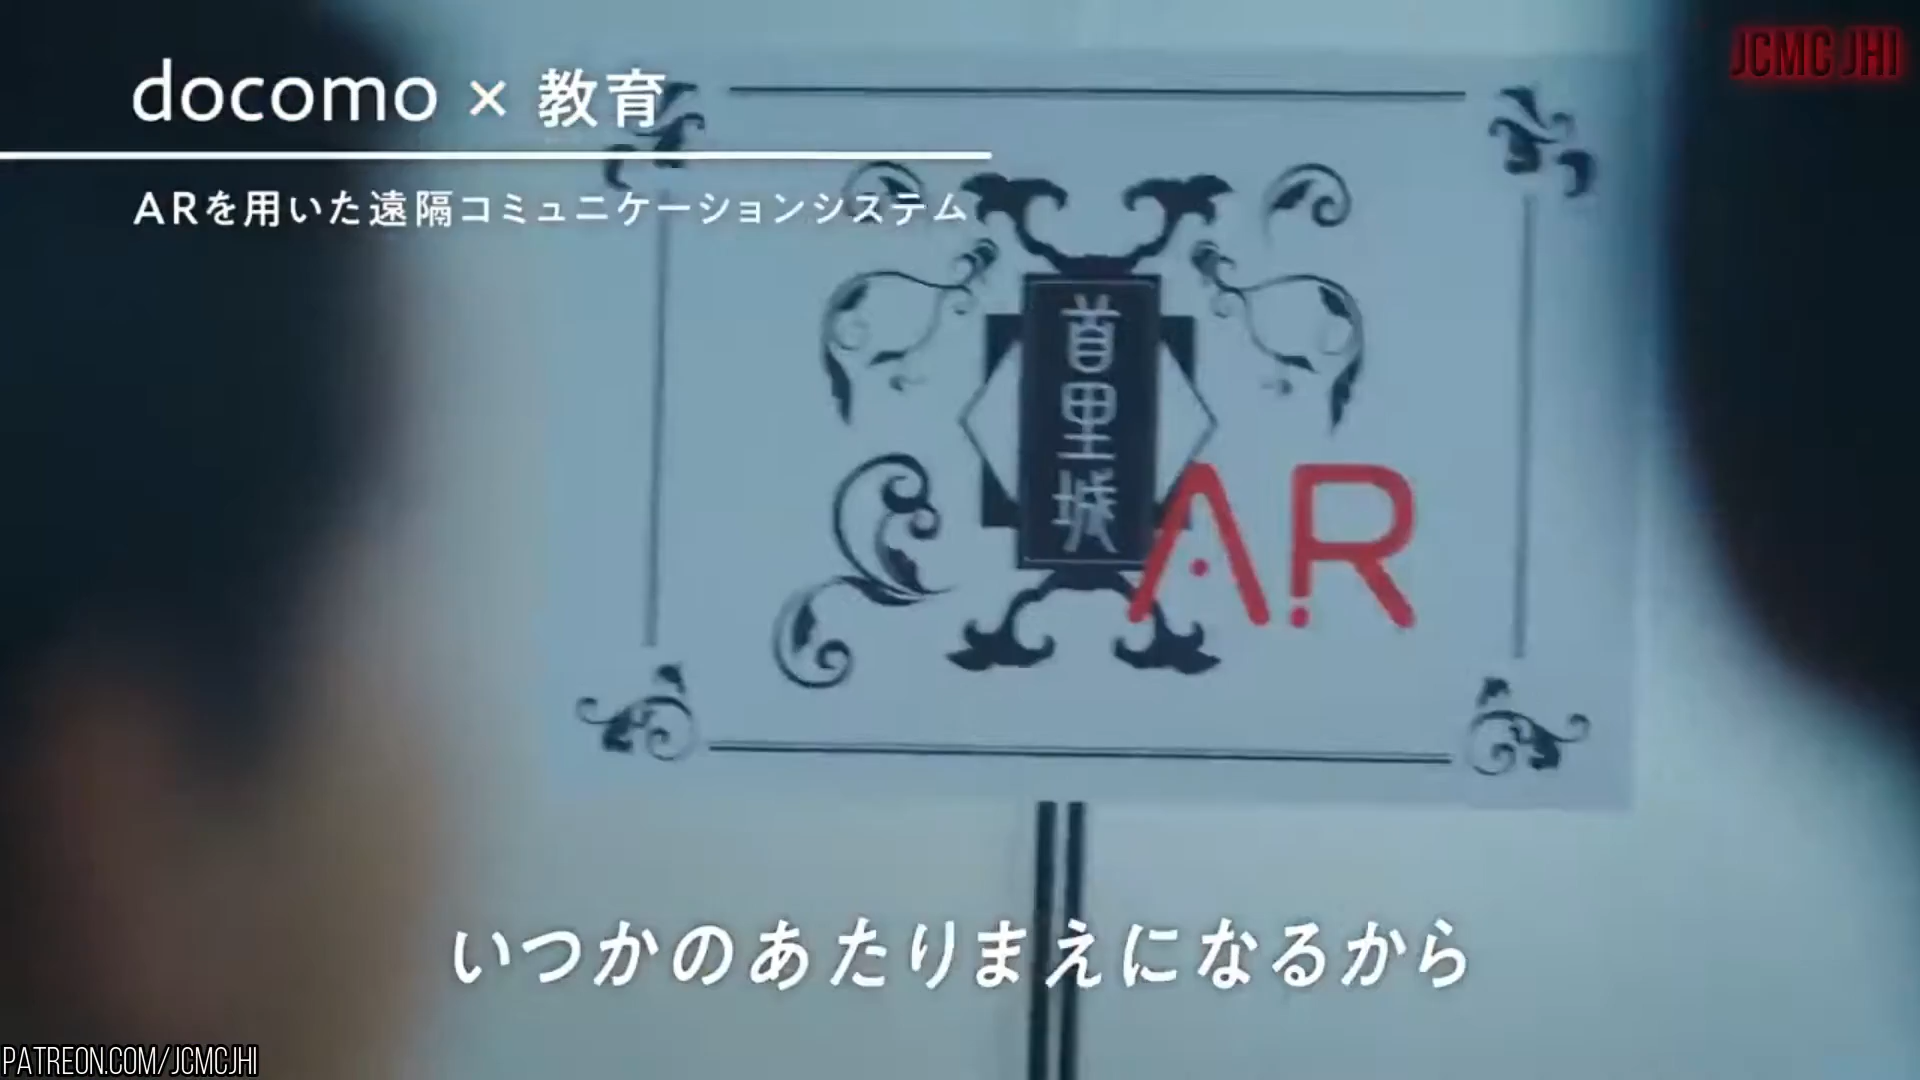 docomo × 教育
JCMC JHI
ARを用いた遠隔コミュニケーションシステム
首里城
AR
いつかのあたりまえになるから
PATREON.COM/JCMCJHI